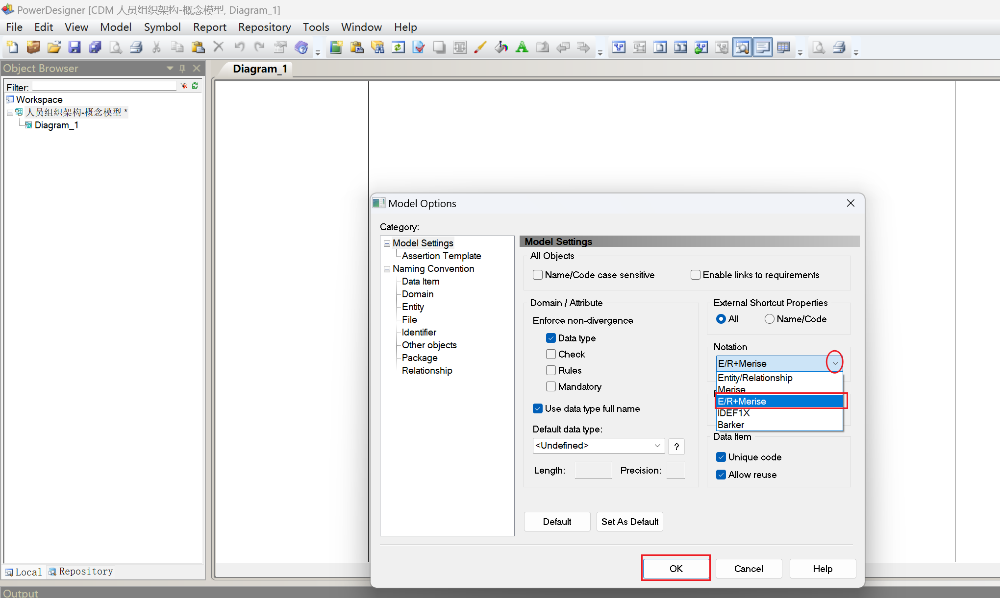 PowerDesigner [CDM 人员组织架构-概念模型, Diagram_1]
File Edit View Model Symbol Report Repository Tools Window Help
Object Browser
Diagram_1
Filter:
Workspace
人员组织架构-概念模型 *
Diagram_1
Local Repository
Output
Model Options
Category:
Model Settings
Assertion Template
Naming Convention
Data Item
Domain
Entity
File
Identifier
Other objects
Package
Relationship
Model Settings
All Objects
Name/Code case sensitive
Enable links to requirements
Domain / Attribute
Enforce non-divergence
Data type
Check
Rules
Mandatory
Use data type full name
Default data type:
<Undefined>
?
Length:
Precision:
External Shortcut Properties
All
Name/Code
Notation
E/R+Merise
Entity/Relationship
Merise
E/R+Merise
IDEF1X
Barker
Data Item
Unique code
Allow reuse
Default
Set As Default
OK
Cancel
Help